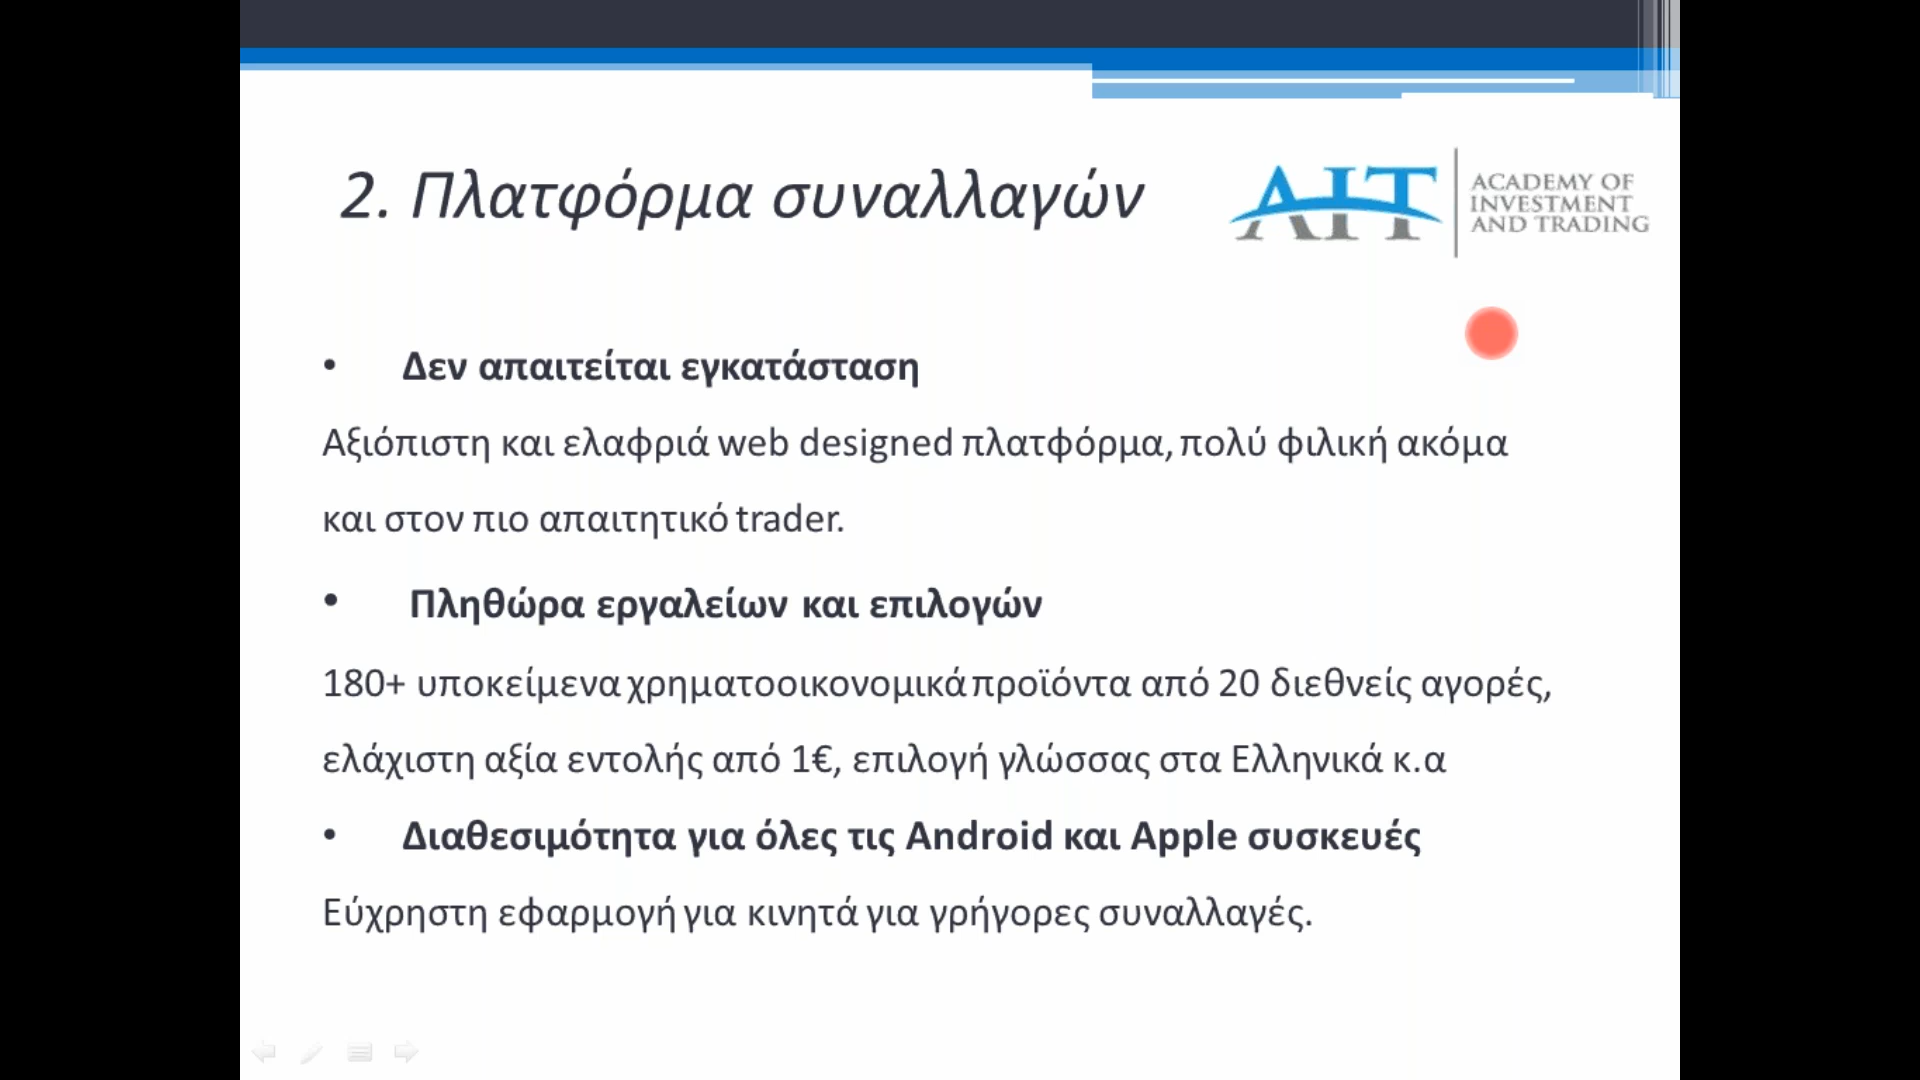 2. Πλατφόρμα συναλλαγών
AIT
ACADEMY OF
INVESTMENT
AND TRADING
• Δεν απαιτείται εγκατάσταση
Αξιόπιστη και ελαφριά web designed πλατφόρμα, πολύ φιλική ακόμα
και στον πιο απαιτητικό trader.
• Πληθώρα εργαλείων και επιλογών
180+ υποκείμενα χρηματοοικονομικά προϊόντα από 20 διεθνείς αγορές,
ελάχιστη αξία εντολής από 1€, επιλογή γλώσσας στα Ελληνικά κ.α
• Διαθεσιμότητα για όλες τις Android και Apple συσκευές
Εύχρηστη εφαρμογή για κινητά για γρήγορες συναλλαγές.